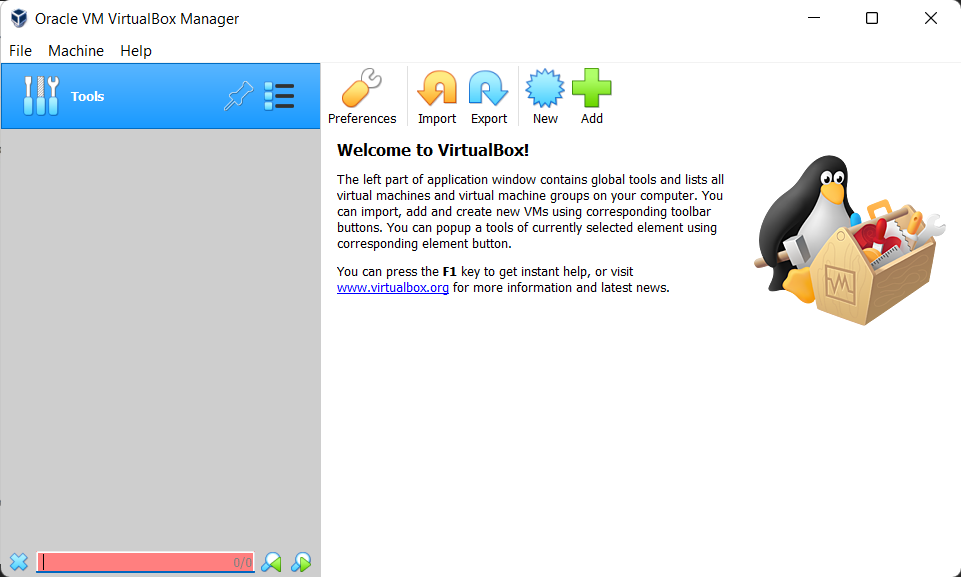 Oracle VM VirtualBox Manager
File Machine Help
Tools
Preferences Import Export New Add
Welcome to VirtualBox!
The left part of application window contains global tools and lists all
virtual machines and virtual machine groups on your computer. You
can import, add and create new VMs using corresponding toolbar
buttons. You can popup a tools of currently selected element using
corresponding element button.
You can press the F1 key to get instant help, or visit
www.virtualbox.org for more information and latest news.
0/0